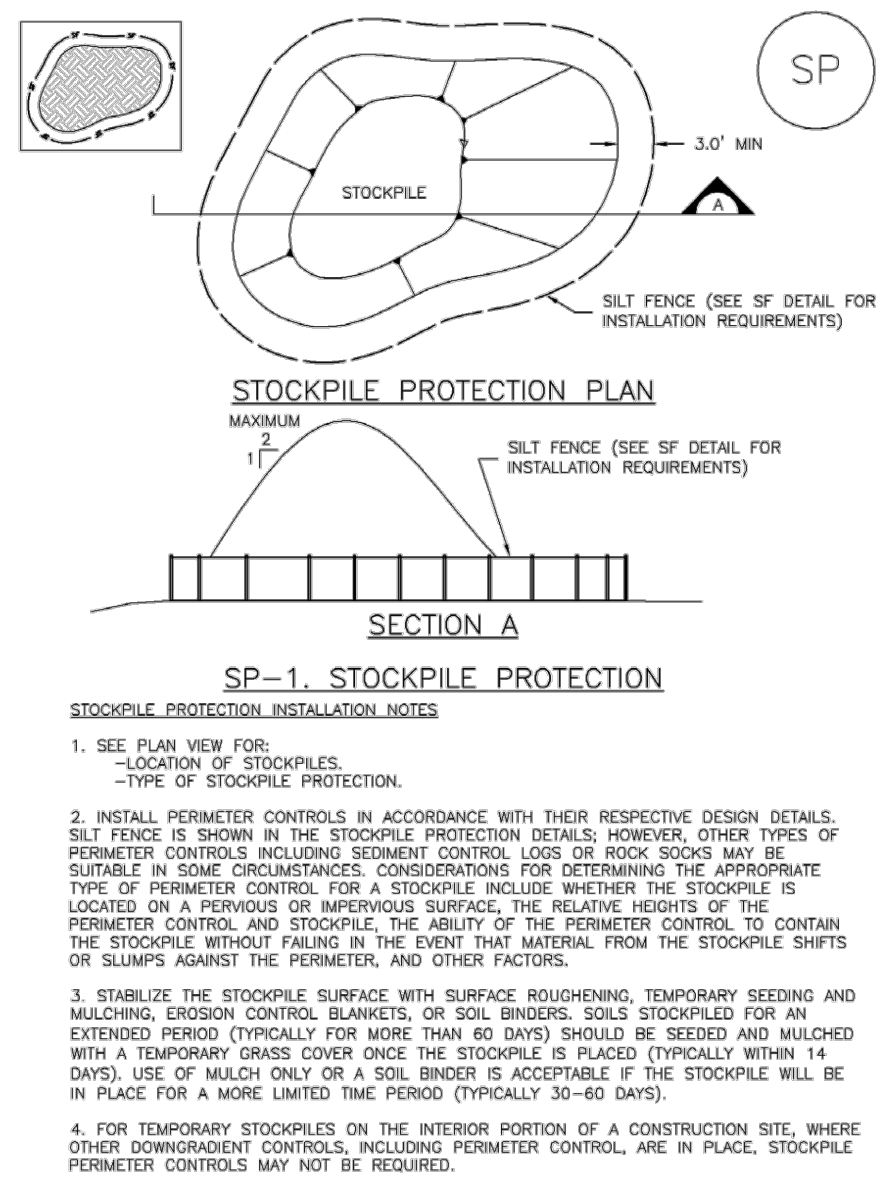 SP
3.0' MIN
STOCKPILE
A
SILT FENCE (SEE SF DETAIL FOR
INSTALLATION REQUIREMENTS)
STOCKPILE PROTECTION PLAN
MAXIMUM
2
1
SILT FENCE (SEE SF DETAIL FOR
INSTALLATION REQUIREMENTS)
SECTION A
SP-1. STOCKPILE PROTECTION
STOCKPILE PROTECTION INSTALLATION NOTES
1. SEE PLAN VIEW FOR:
-LOCATION OF STOCKPILES.
-TYPE OF STOCKPILE PROTECTION.
2. INSTALL PERIMETER CONTROLS IN ACCORDANCE WITH THEIR RESPECTIVE DESIGN DETAILS.
SILT FENCE IS SHOWN IN THE STOCKPILE PROTECTION DETAILS; HOWEVER, OTHER TYPES OF
PERIMETER CONTROLS INCLUDING SEDIMENT CONTROL LOGS OR ROCK SOCKS MAY BE
SUITABLE IN SOME CIRCUMSTANCES. CONSIDERATIONS FOR DETERMINING THE APPROPRIATE
TYPE OF PERIMETER CONTROL FOR A STOCKPILE INCLUDE WHETHER THE STOCKPILE IS
LOCATED ON A PERVIOUS OR IMPERVIOUS SURFACE, THE RELATIVE HEIGHTS OF THE
PERIMETER CONTROL AND STOCKPILE, THE ABILITY OF THE PERIMETER CONTROL TO CONTAIN
THE STOCKPILE WITHOUT FAILING IN THE EVENT THAT MATERIAL FROM THE STOCKPILE SHIFTS
OR SLUMPS AGAINST THE PERIMETER, AND OTHER FACTORS.
3. STABILIZE THE STOCKPILE SURFACE WITH SURFACE ROUGHENING, TEMPORARY SEEDING AND
MULCHING, EROSION CONTROL BLANKETS, OR SOIL BINDERS. SOILS STOCKPILED FOR AN
EXTENDED PERIOD (TYPICALLY FOR MORE THAN 60 DAYS) SHOULD BE SEEDED AND MULCHED
WITH A TEMPORARY GRASS COVER ONCE THE STOCKPILE IS PLACED (TYPICALLY WITHIN 14
DAYS). USE OF MULCH ONLY OR A SOIL BINDER IS ACCEPTABLE IF THE STOCKPILE WILL BE
IN PLACE FOR A MORE LIMITED TIME PERIOD (TYPICALLY 30-60 DAYS).
4. FOR TEMPORARY STOCKPILES ON THE INTERIOR PORTION OF A CONSTRUCTION SITE, WHERE
OTHER DOWNGRADIENT CONTROLS, INCLUDING PERIMETER CONTROL, ARE IN PLACE, STOCKPILE
PERIMETER CONTROLS MAY NOT BE REQUIRED.